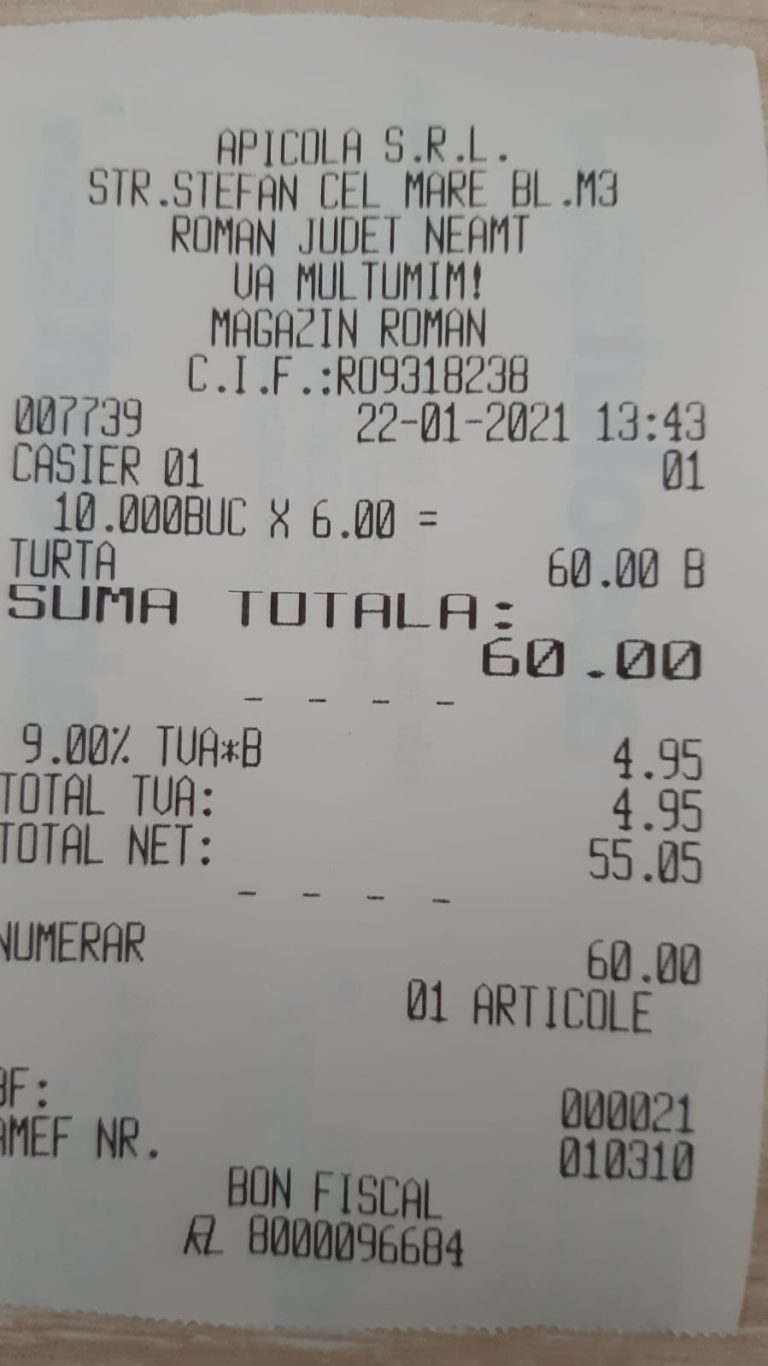 APICOLA S.R.L.
STR.STEFAN CEL MARE BL.M3
ROMAN JUDET NEAMT
VA MULTUMIM!
MAGAZIN ROMAN
C.I.F.:RO9318238
007739 22-01-2021 13:43
CASIER 01 01
10.000BUC X 6.00 =
TURTA 60.00 B
SUMA TOTALA:
60.00
- - - -
9.00% TVA*B 4.95
TOTAL TVA: 4.95
TOTAL NET: 55.05
- - - -
NUMERAR 60.00
01 ARTICOLE
BF: 000021
AMEF NR. 010310
BON FISCAL
8000096684